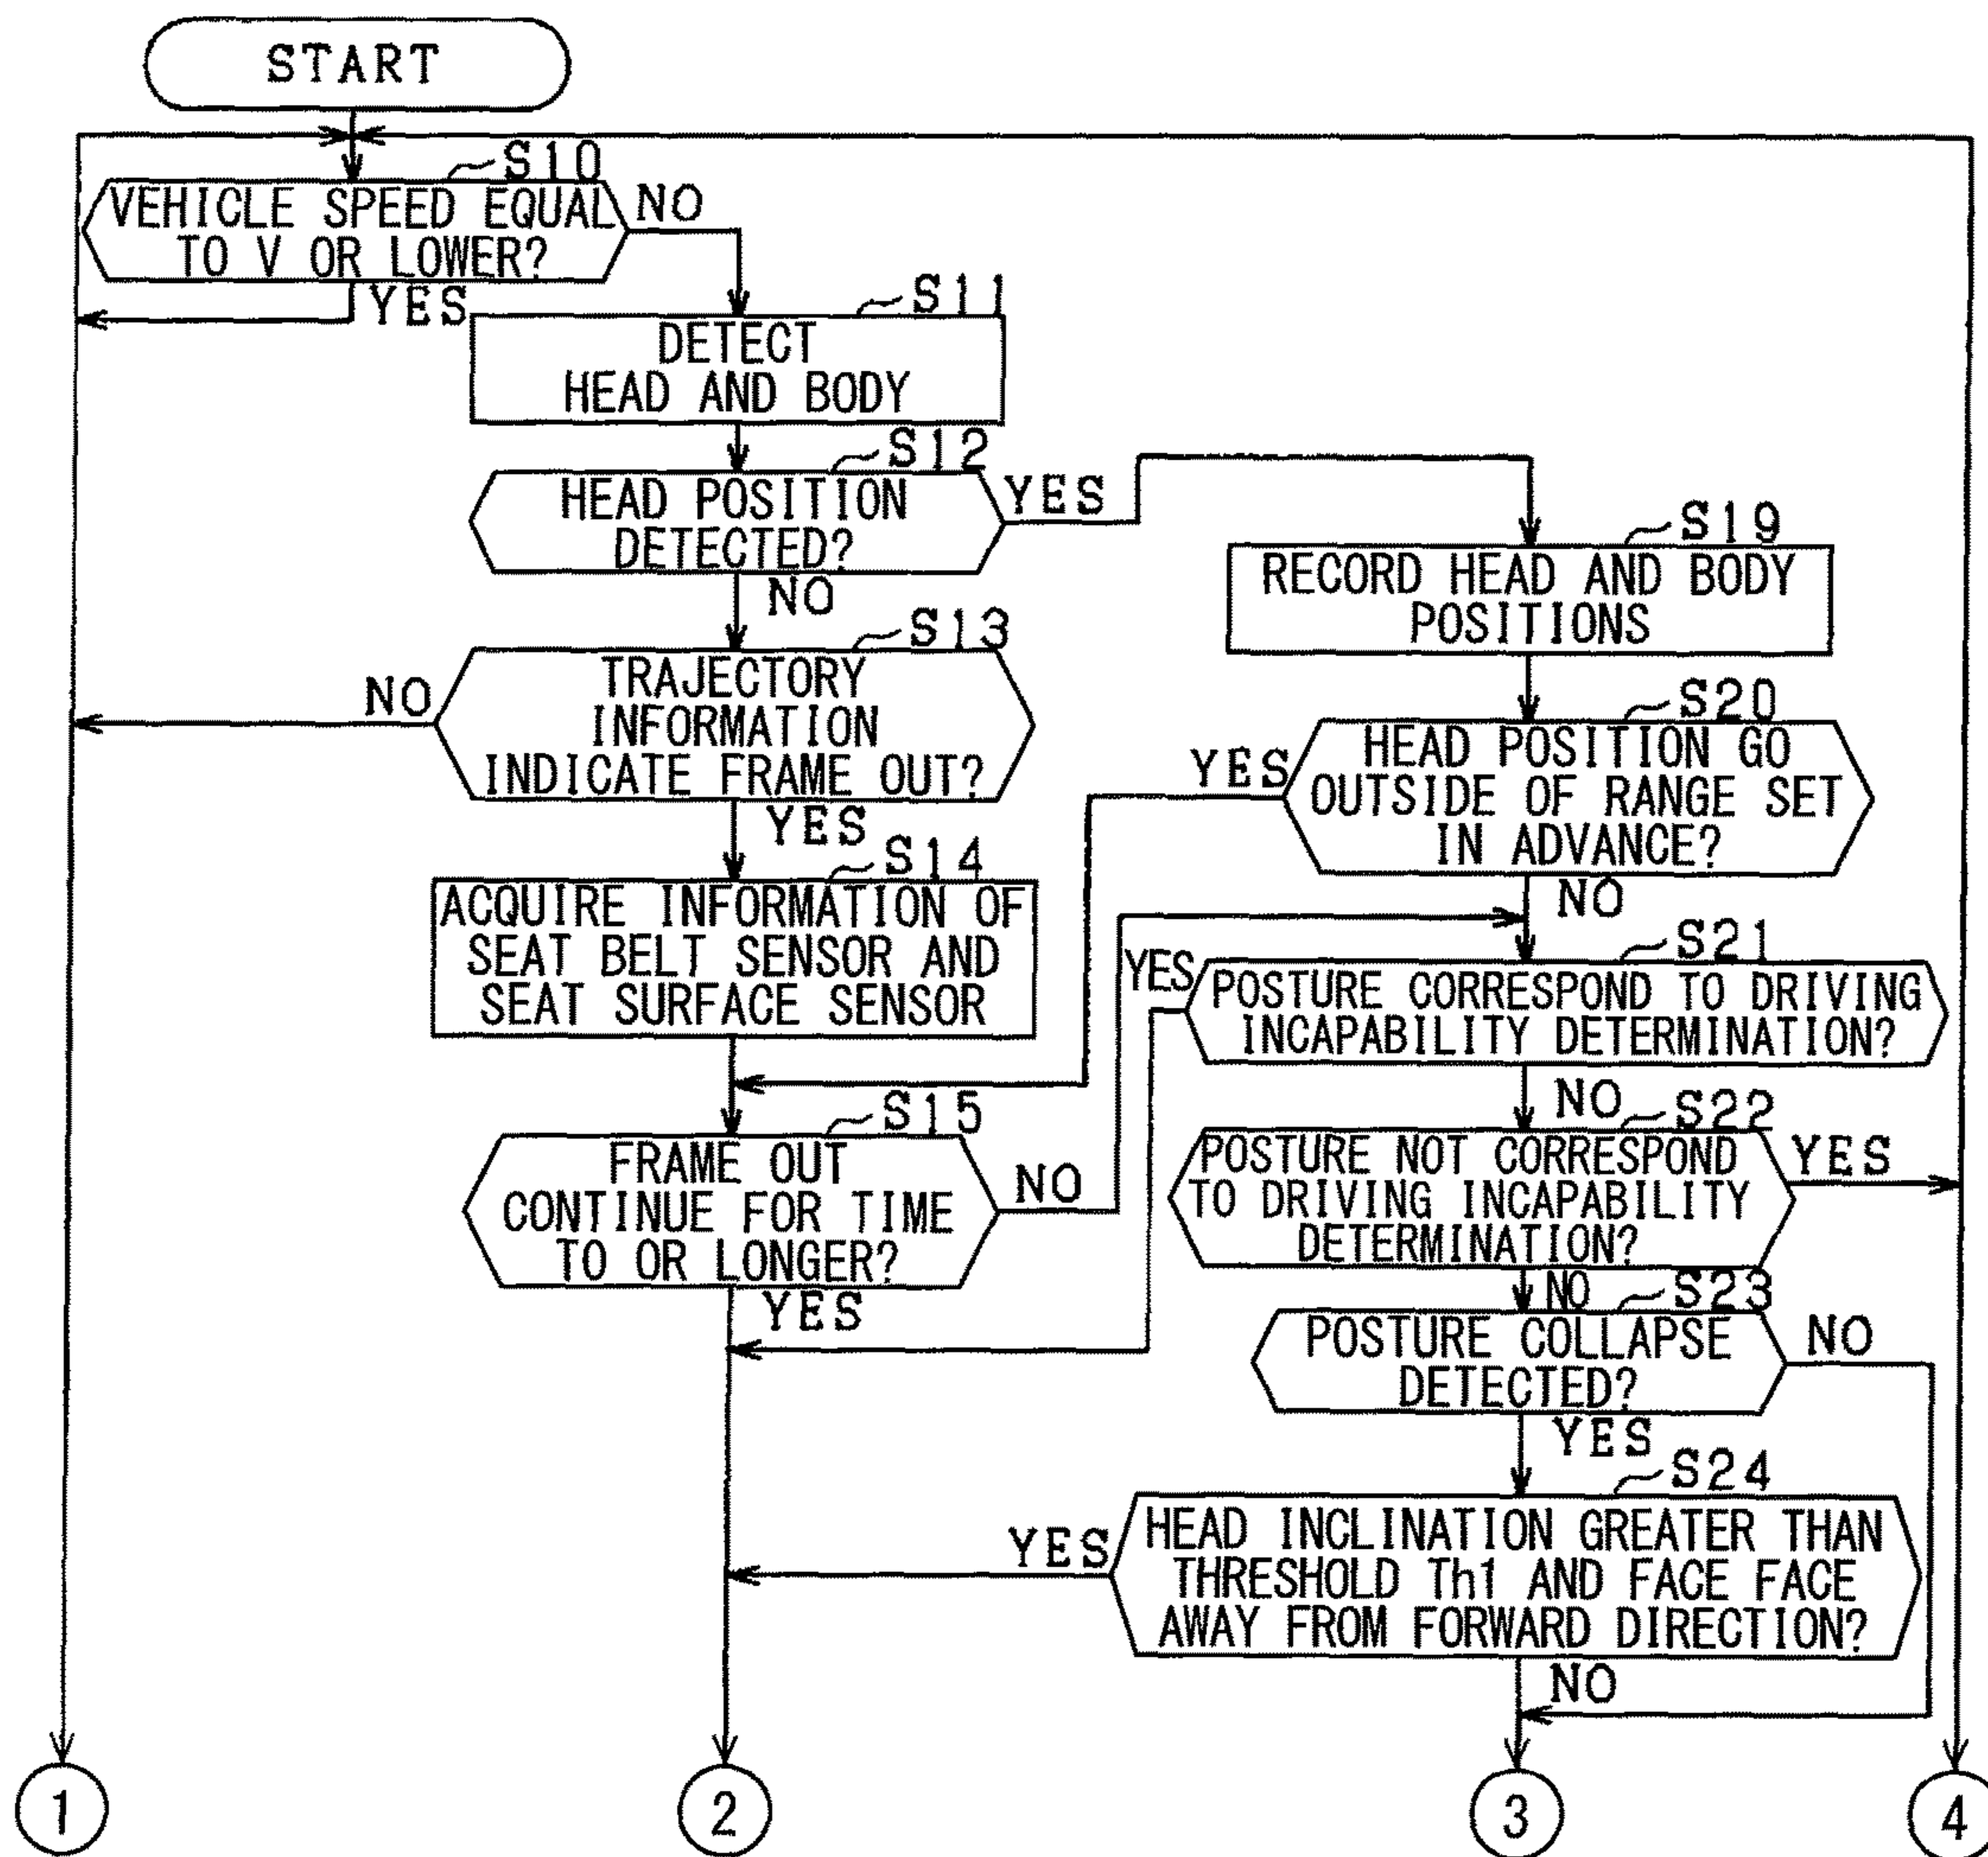 START
S10
VEHICLE SPEED EQUAL
TO V OR LOWER?
NO
YES
S11
DETECT
HEAD AND BODY
S12
HEAD POSITION
DETECTED?
YES
NO
S19
RECORD HEAD AND BODY
POSITIONS
S13
TRAJECTORY
INFORMATION
INDICATE FRAME OUT?
NO
YES
S20
HEAD POSITION GO
OUTSIDE OF RANGE SET
IN ADVANCE?
YES
NO
S14
ACQUIRE INFORMATION OF
SEAT BELT SENSOR AND
SEAT SURFACE SENSOR
S21
YES
POSTURE CORRESPOND TO DRIVING
INCAPABILITY DETERMINATION?
NO
S15
FRAME OUT
CONTINUE FOR TIME
TO OR LONGER?
NO
YES
S22
POSTURE NOT CORRESPOND
TO DRIVING INCAPABILITY
DETERMINATION?
YES
NO
S23
POSTURE COLLAPSE
DETECTED?
NO
YES
S24
HEAD INCLINATION GREATER THAN
THRESHOLD Th1 AND FACE FACE
AWAY FROM FORWARD DIRECTION?
YES
NO
1
2
3
4